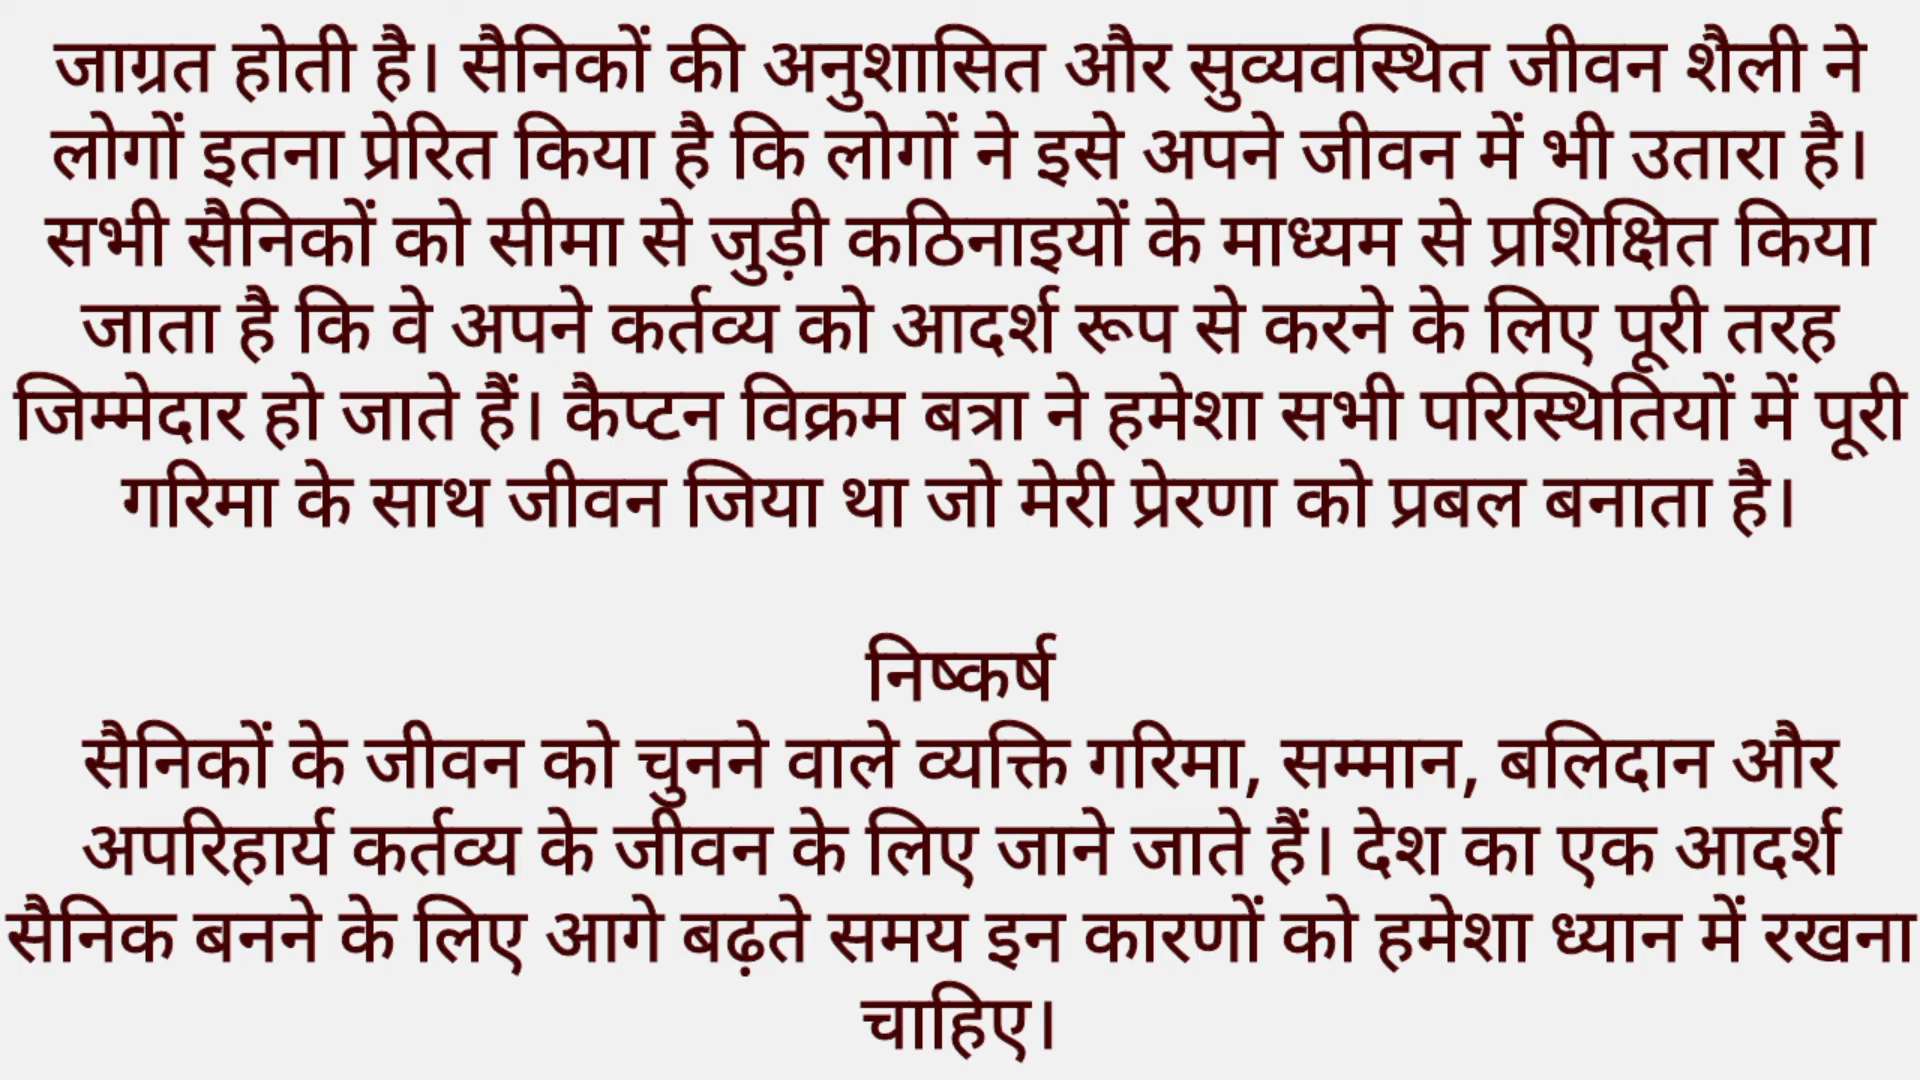 जाग्रत होती है। सैनिकों की अनुशासित और सुव्यवस्थित जीवन शैली ने
लोगों इतना प्रेरित किया है कि लोगों ने इसे अपने जीवन में भी उतारा है।
सभी सैनिकों को सीमा से जुड़ी कठिनाइयों के माध्यम से प्रशिक्षित किया
जाता है कि वे अपने कर्तव्य को आदर्श रूप से करने के लिए पूरी तरह
जिम्मेदार हो जाते हैं। कैप्टन विक्रम बत्रा ने हमेशा सभी परिस्थितियों में पूरी
गरिमा के साथ जीवन जिया था जो मेरी प्रेरणा को प्रबल बनाता है।
निष्कर्ष
सैनिकों के जीवन को चुनने वाले व्यक्ति गरिमा, सम्मान, बलिदान और
अपरिहार्य कर्तव्य के जीवन के लिए जाने जाते हैं। देश का एक आदर्श
सैनिक बनने के लिए आगे बढ़ते समय इन कारणों को हमेशा ध्यान में रखना
चाहिए।